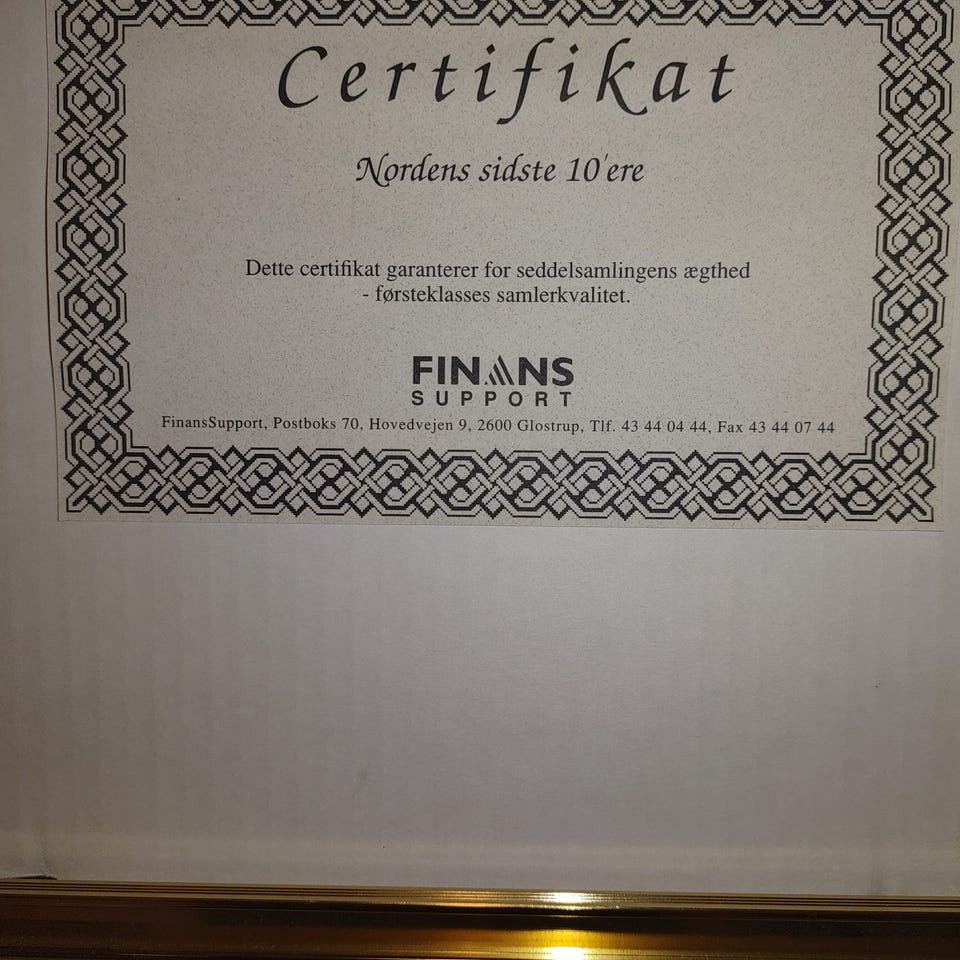 Certifikat
Nordens sidste 10'ere
Dette certifikat garanterer for seddelsamlingens ægthed
- førsteklasses samlerkvalitet.
FINANS
SUPPORT
FinansSupport, Postboks 70, Hovedvejen 9, 2600 Glostrup, Tlf. 43 44 04 44, Fax 43 44 07 44